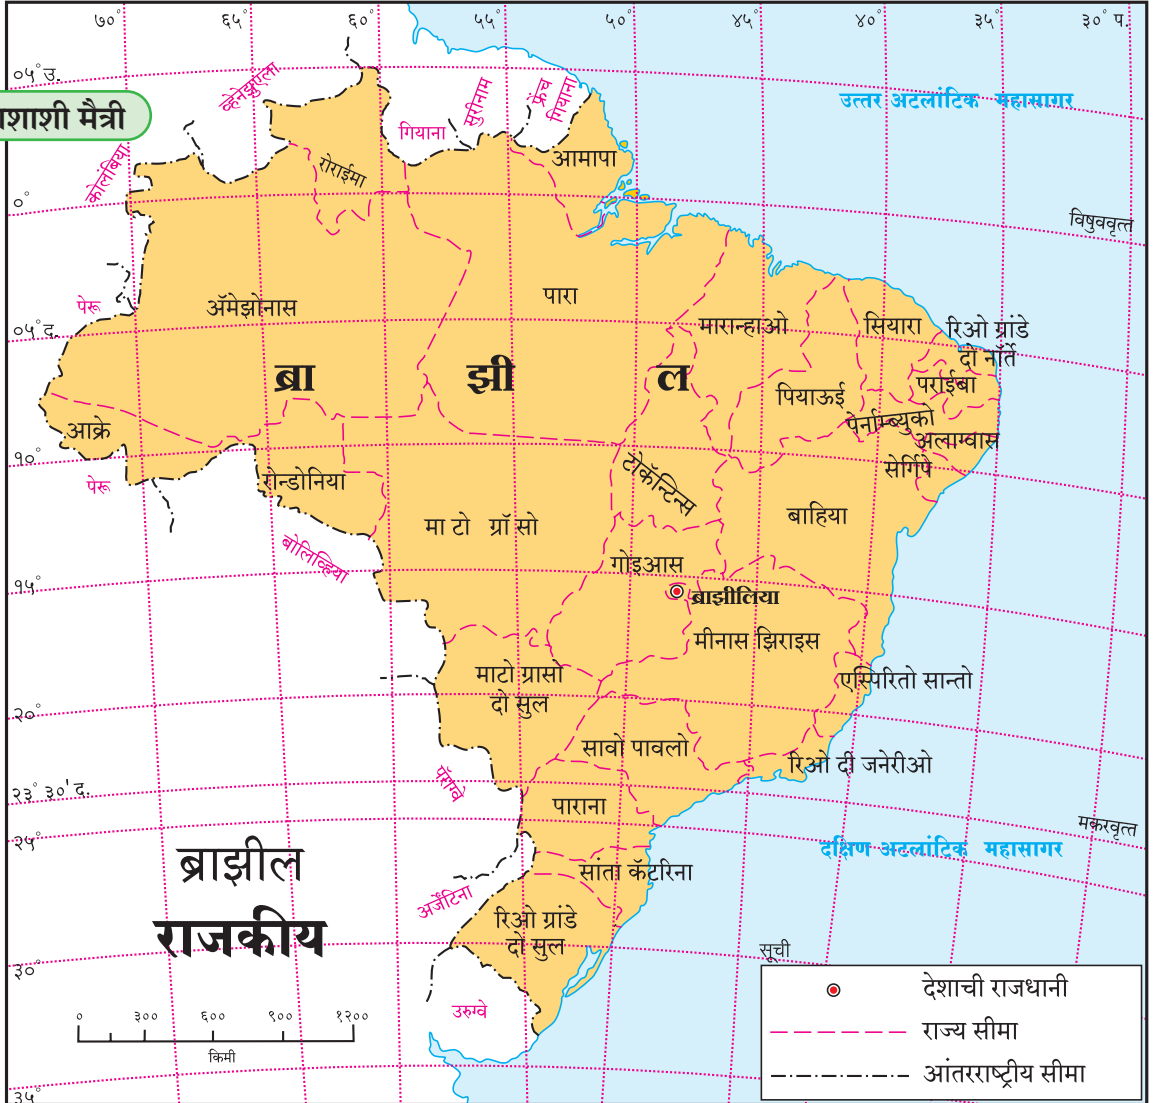 ७०° ६५° ६०° ५५° ५०° ४५° ४०° ३५° ३०° प.
०५° उ.
व्हेनेझुएला
सुरीनाम
फ्रेंच
गियाना
उत्तर अटलांटिक महासागर
शाशी मैत्री
गियाना
कोलंबिया
रोराईमा
आमापा
०°
विषुववृत्त
पेरू
ॲमेझोनास
पारा
०५° द.
मारान्हाओ
सियारा
रिओ ग्रांडे
दो नॉर्ते
ब्रा झी ल
पियाऊई
पराईबा
आक्रे
पेर्नाम्ब्युको
अलाग्वास
१०°
पेरू
रोन्डोनिया
टोकॅन्टिन्स
सेर्गिपे
मा टो ग्रॉ सो
बाहिया
बोलिव्हिया
गोइआस
१५°
ब्राझीलिया
मीनास झिराइस
माटो ग्रासो
दो सुल
एस्पिरितो सान्तो
२०°
सावो पावलो
रिओ दी जनेरीओ
पॅराग्वे
२३° ३०' द.
पाराना
मकरवृत्त
२५°
ब्राझील
राजकीय
दक्षिण अटलांटिक महासागर
सांता कॅटरिना
अर्जेंटिना
रिओ ग्रांडे
दो सुल
३०°
उरुग्वे
० ३०० ६०० ९०० १२००
किमी
सूची
देशाची राजधानी
राज्य सीमा
आंतरराष्ट्रीय सीमा
३५°